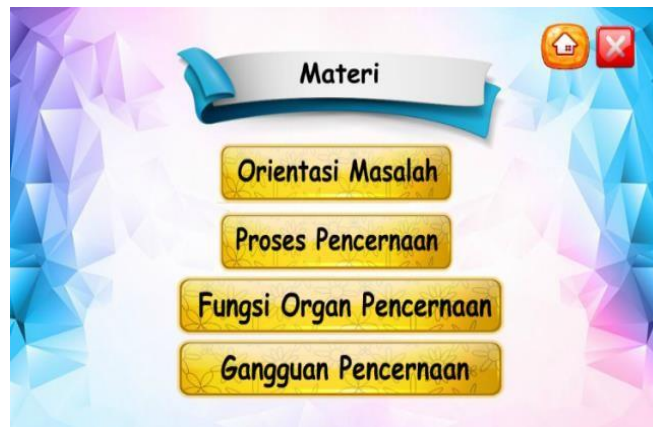 Materi
Orientasi Masalah
Proses Pencernaan
Fungsi Organ Pencernaan
Gangguan Pencernaan